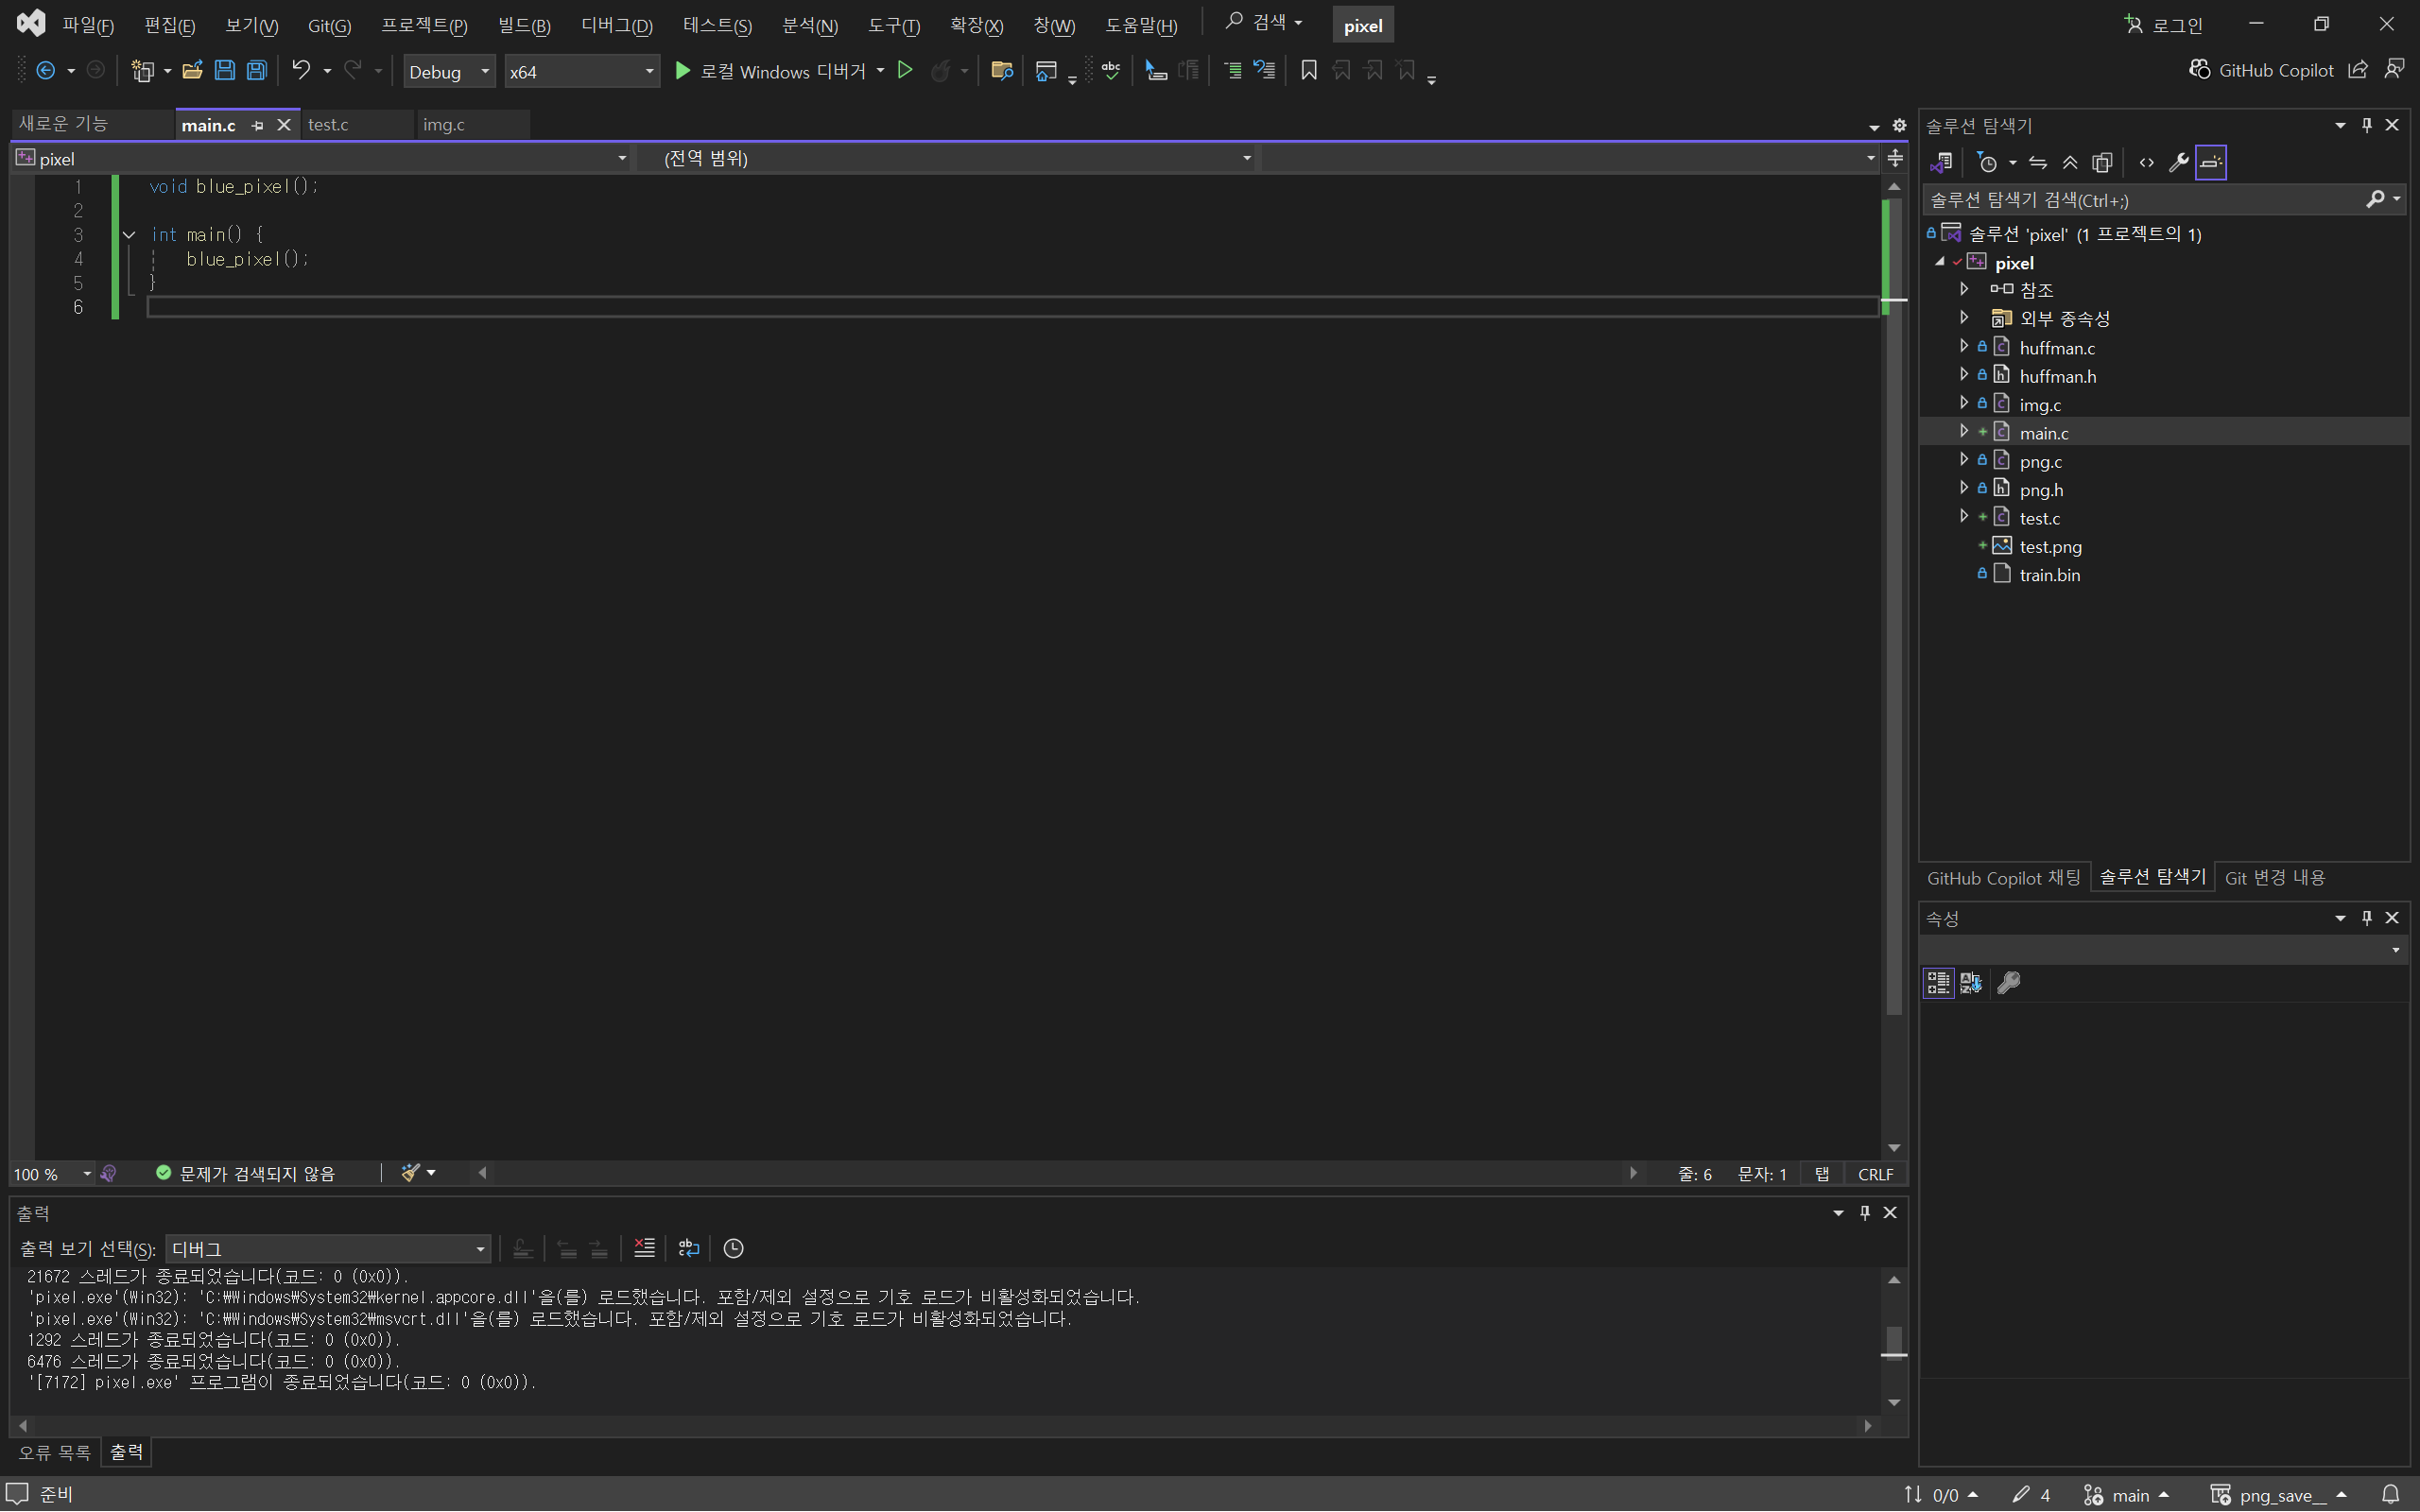 파일(F) 편집(E) 보기(V) Git(G) 프로젝트(P) 빌드(B) 디버그(D) 테스트(S) 분석(N) 도구(T) 확장(X) 창(W) 도움말(H) 검색 pixel 로그인
Debug x64 로컬 Windows 디버거 GitHub Copilot
새로운 기능 main.c test.c img.c
pixel (전역 범위)
1 void blue_pixel();
2
3 int main() {
4 blue_pixel();
5 }
6
100 % 문제가 검색되지 않음 줄: 6 문자: 1 탭 CRLF
출력
출력 보기 선택(S): 디버그
21672 스레드가 종료되었습니다(코드: 0 (0x0)).
'pixel.exe'(Win32): 'C:₩Windows₩System32₩kernel.appcore.dll'을(를) 로드했습니다. 포함/제외 설정으로 기호 로드가 비활성화되었습니다.
'pixel.exe'(Win32): 'C:₩Windows₩System32₩msvcrt.dll'을(를) 로드했습니다. 포함/제외 설정으로 기호 로드가 비활성화되었습니다.
1292 스레드가 종료되었습니다(코드: 0 (0x0)).
6476 스레드가 종료되었습니다(코드: 0 (0x0)).
'[7172] pixel.exe' 프로그램이 종료되었습니다(코드: 0 (0x0)).
오류 목록 출력
솔루션 탐색기
솔루션 탐색기 검색(Ctrl+;)
솔루션 'pixel' (1 프로젝트의 1)
pixel
참조
외부 종속성
huffman.c
huffman.h
img.c
main.c
png.c
png.h
test.c
test.png
train.bin
GitHub Copilot 채팅 솔루션 탐색기 Git 변경 내용
속성
준비 0/0 4 main png_save__